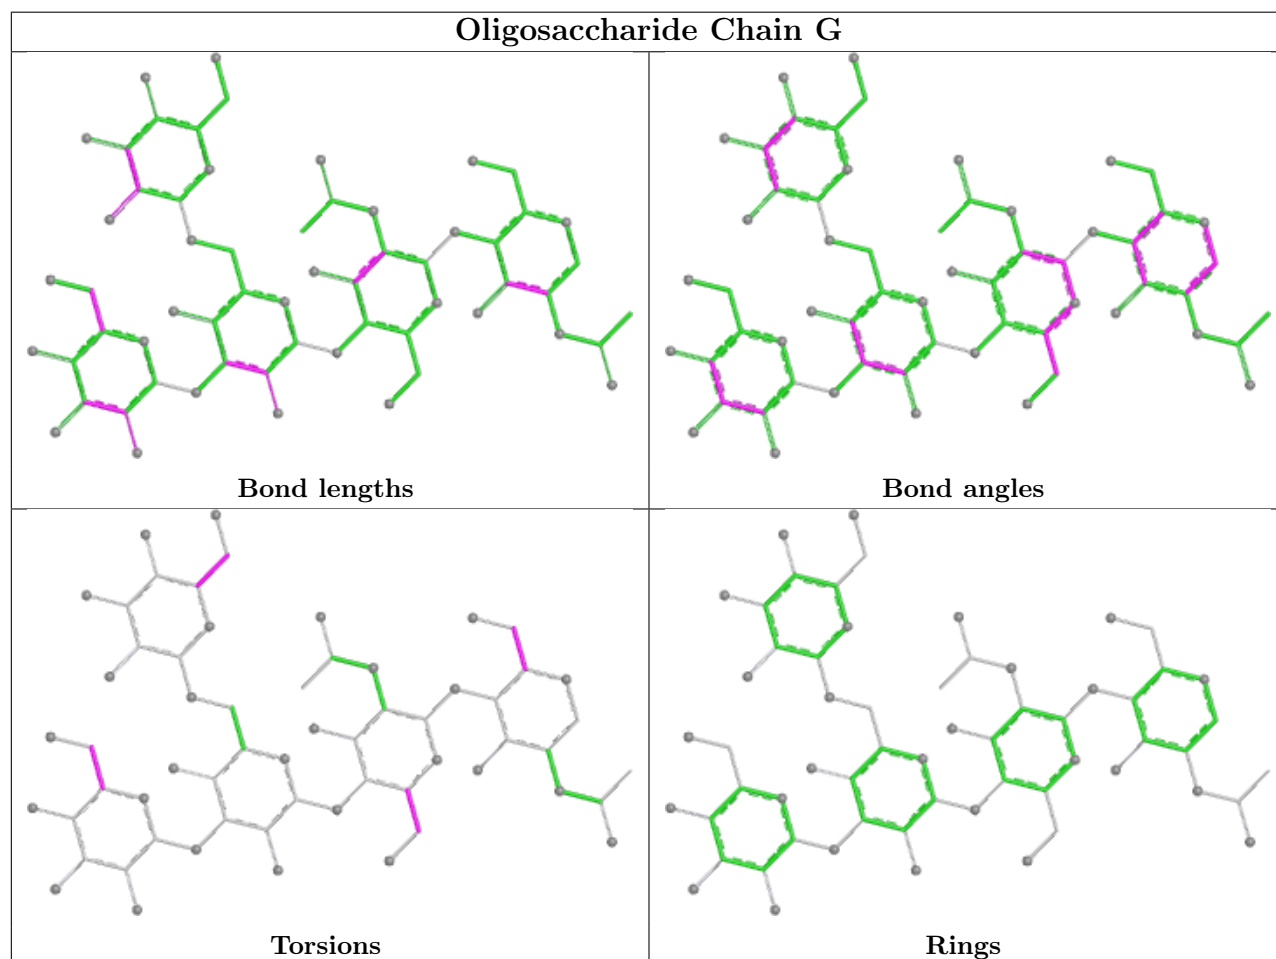 Oligosaccharide Chain G
Bond lengths
Bond angles
Torsions
Rings